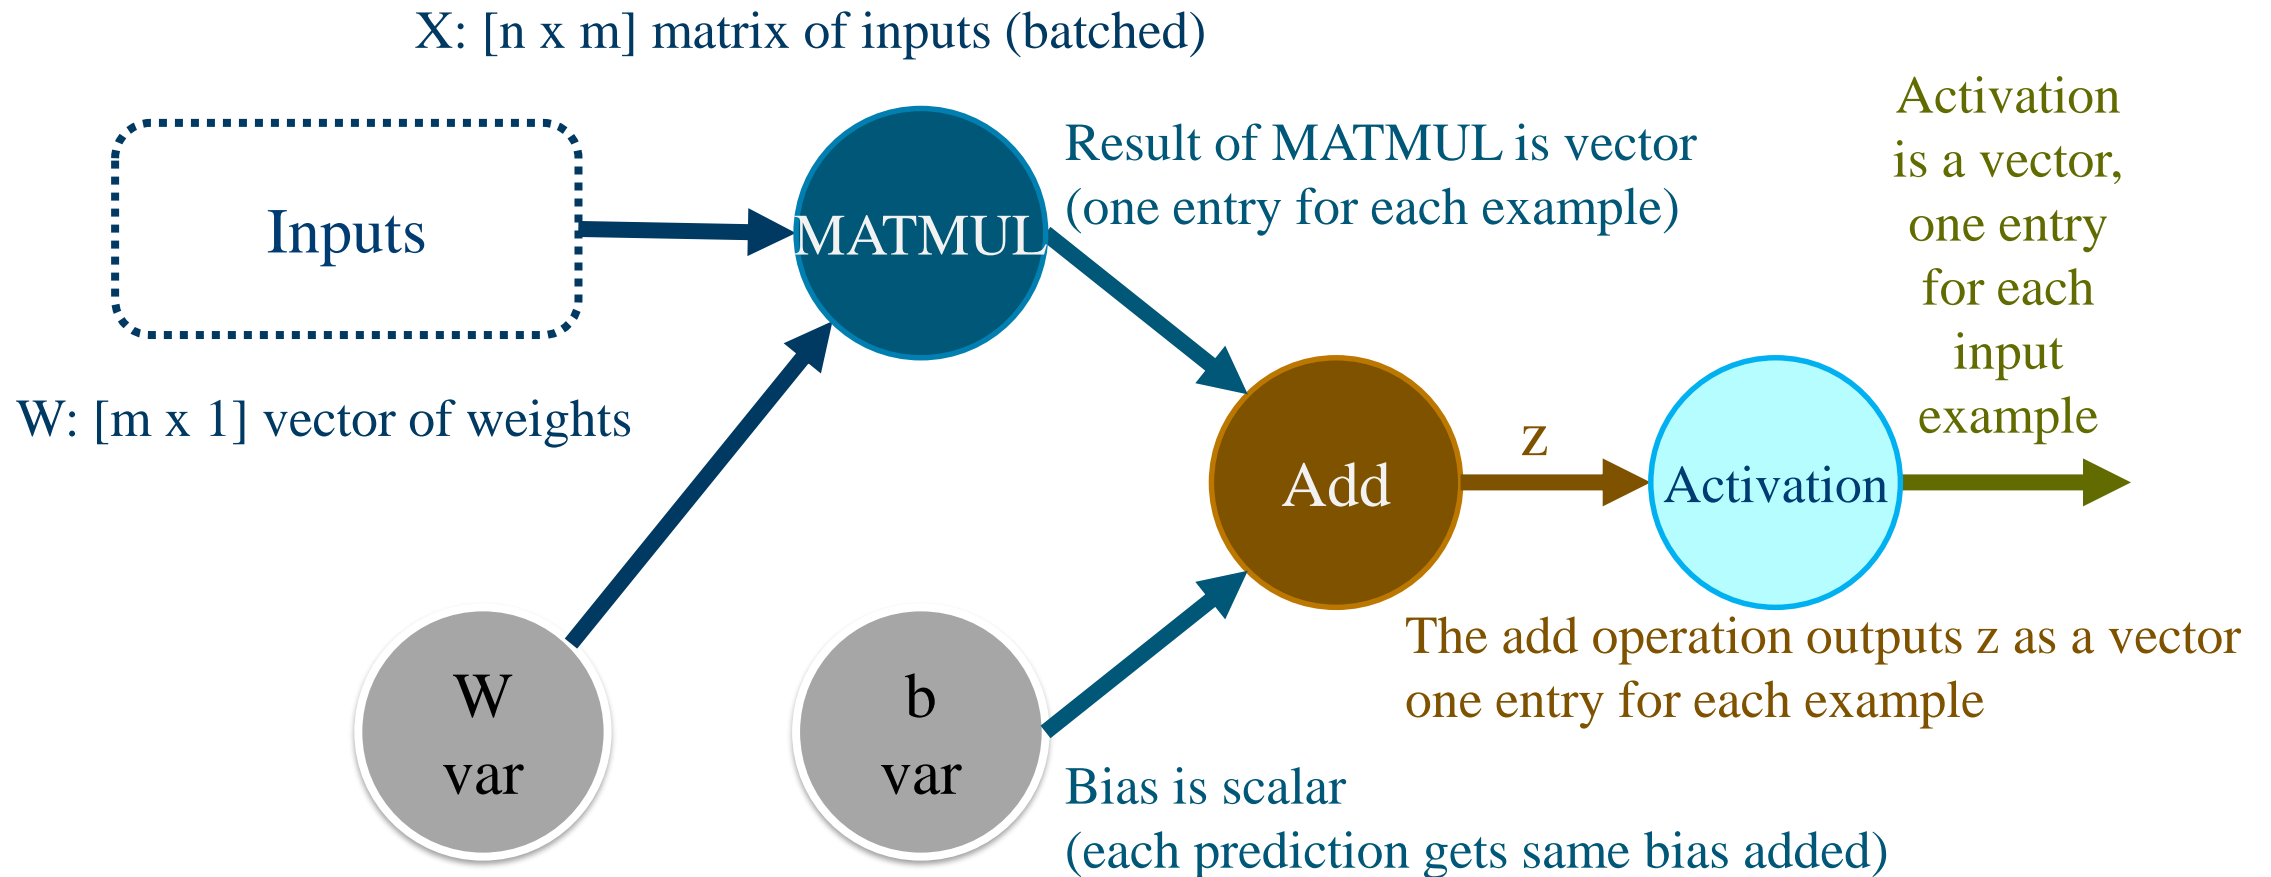 X: [n x m] matrix of inputs (batched)
Inputs
MATMUL
Result of MATMUL is vector
(one entry for each example)
Activation
is a vector,
one entry
for each
input
example
W: [m x 1] vector of weights
Add
z
Activation
The add operation outputs z as a vector
one entry for each example
W
var
b
var
Bias is scalar
(each prediction gets same bias added)